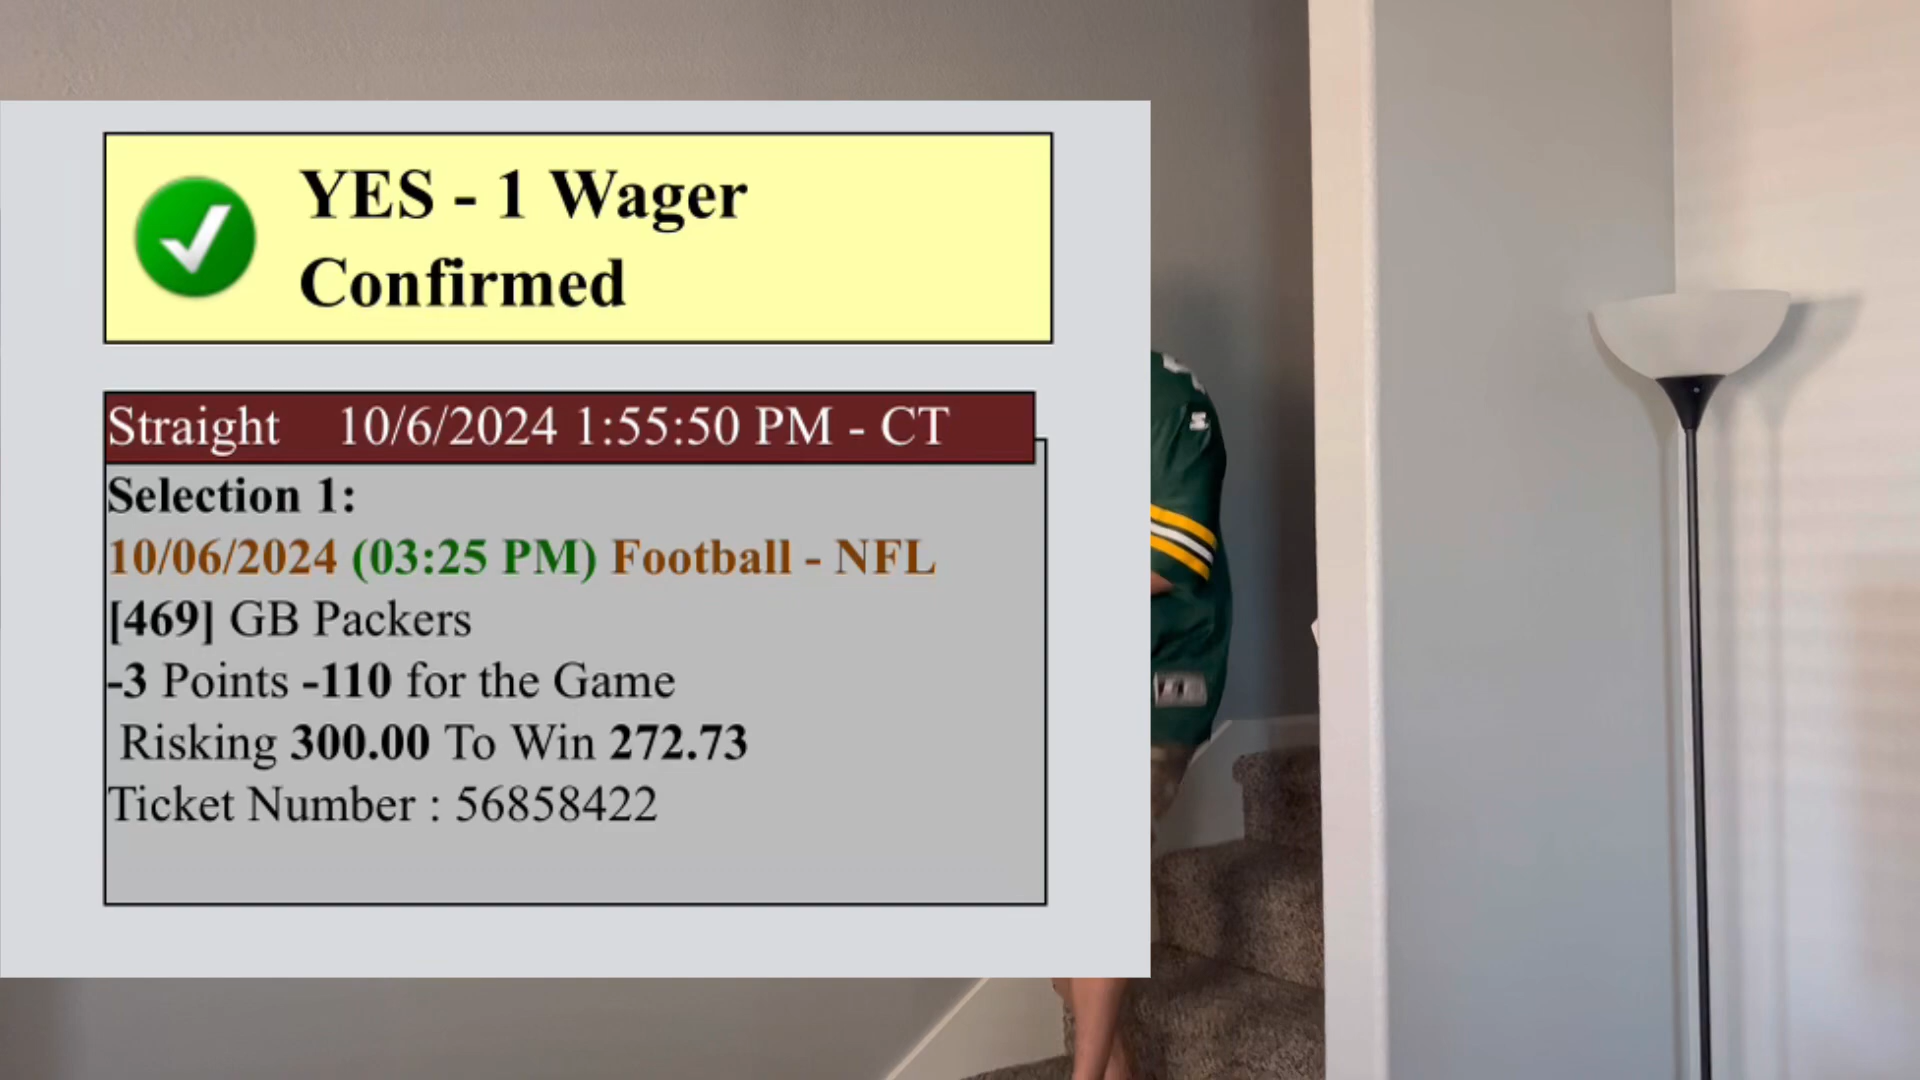 YES - 1 Wager
Confirmed
Straight 10/6/2024 1:55:50 PM - CT
Selection 1:
10/06/2024 (03:25 PM) Football - NFL
[469] GB Packers
-3 Points -110 for the Game
Risking 300.00 To Win 272.73
Ticket Number : 56858422